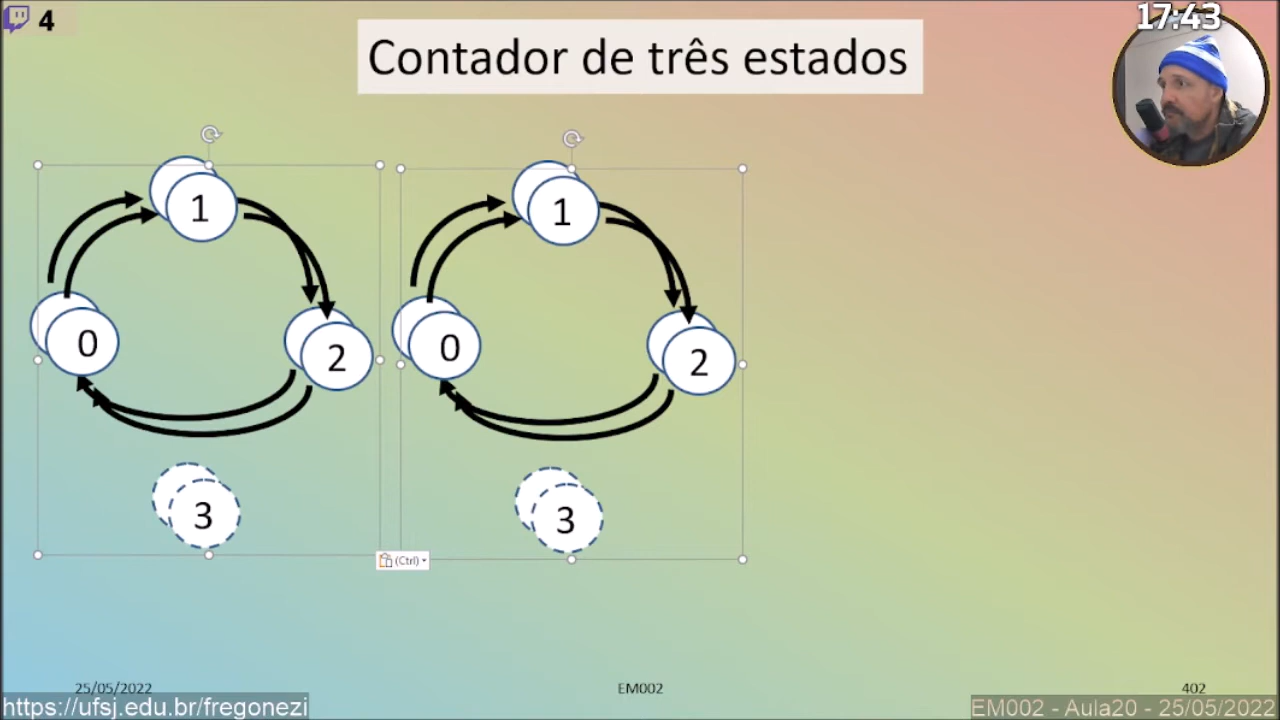 4
17:43
Contador de três estados
1
1
0
2
0
2
3
3
(Ctrl)
25/05/2022
EM002
402
https://ufsj.edu.br/fregonezi
EM002 - Aula20 - 25/05/2022